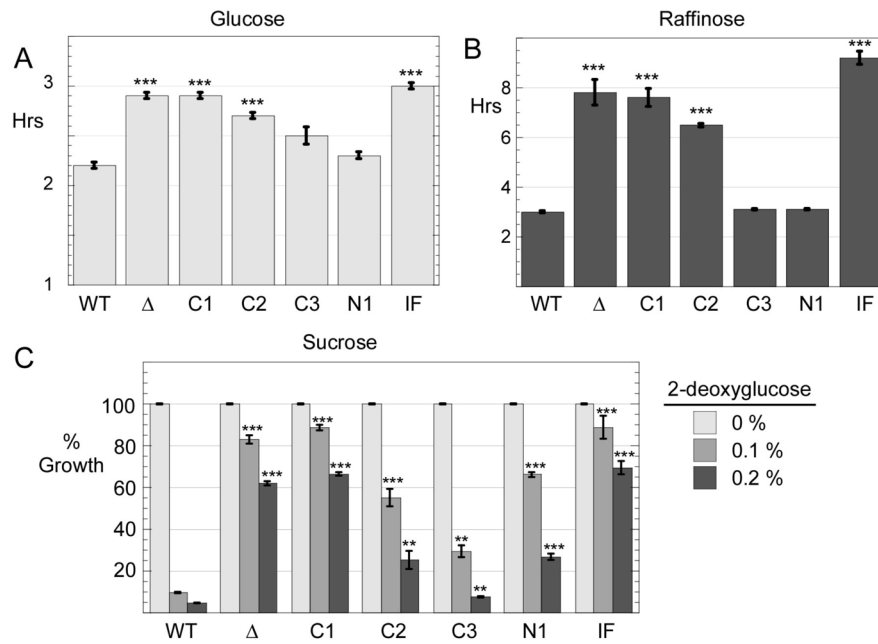 Glucose
A
3
Hrs
2
1
*** *** *** ***
WT Δ C1 C2 C3 N1 IF
Raffinose
B
Hrs
8
6
4
2
*** *** *** ***
WT Δ C1 C2 C3 N1 IF
C
Sucrose
%
Growth
100
80
60
40
20
*** *** *** *** *** ** ** ** *** *** *** ***
WT Δ C1 C2 C3 N1 IF
2-deoxyglucose
0 %
0.1 %
0.2 %